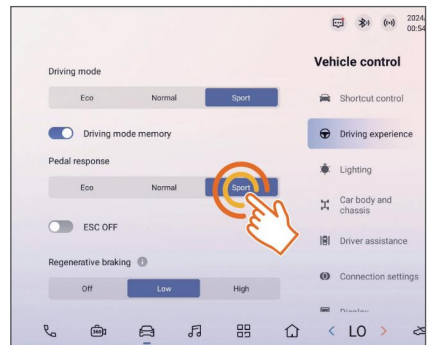 2024
00:54
Driving mode
Eco Normal Sport
Driving mode memory
Pedal response
Eco Normal Sport
ESC OFF
Regenerative braking
Off Low High
Vehicle control
Shortcut control
Driving experience
Lighting
Car body and
chassis
Driver assistance
Connection settings
Display
360
LO